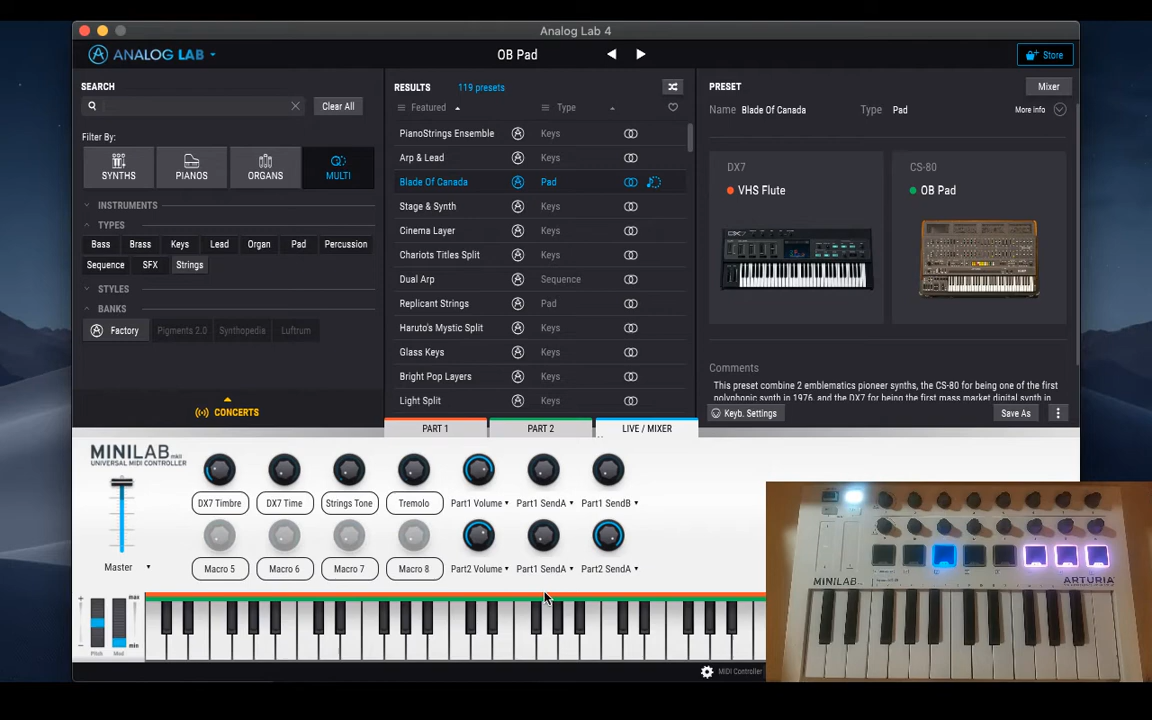 Analog Lab 4
ANALOG LAB
OB Pad
Store
SEARCH
Clear All
Filter By:
SYNTHS
PIANOS
ORGANS
MULTI
INSTRUMENTS
TYPES
Bass
Brass
Keys
Lead
Organ
Pad
Percussion
Sequence
SFX
Strings
STYLES
BANKS
Factory
Pigments 2.0
Synthopedia
Luftrum
CONCERTS
RESULTS
119 presets
Featured
Type
PianoStrings Ensemble
Keys
Arp & Lead
Keys
Blade Of Canada
Pad
Stage & Synth
Keys
Cinema Layer
Keys
Chariots Titles Split
Keys
Dual Arp
Sequence
Replicant Strings
Pad
Haruto's Mystic Split
Keys
Glass Keys
Keys
Bright Pop Layers
Keys
Light Split
Keys
PRESET
Mixer
Name
Blade Of Canada
Type
Pad
More info
DX7
VHS Flute
CS-80
OB Pad
Comments
This preset combine 2 emblematics pioneer synths, the CS-80 for being one of the first
polyphonic synth in 1976, and the DX7 for being the first mass market digital synth in
Keyb. Settings
Save As
PART 1
PART 2
LIVE / MIXER
MINILAB mkII
UNIVERSAL MIDI CONTROLLER
Master
DX7 Timbre
DX7 Time
Strings Tone
Tremolo
Part1 Volume
Part1 SendA
Part1 SendB
Macro 5
Macro 6
Macro 7
Macro 8
Part2 Volume
Part1 SendA
Part2 SendA
max
min
Pitch
Mod
MIDI Controller
MINILAB
ARTURIA